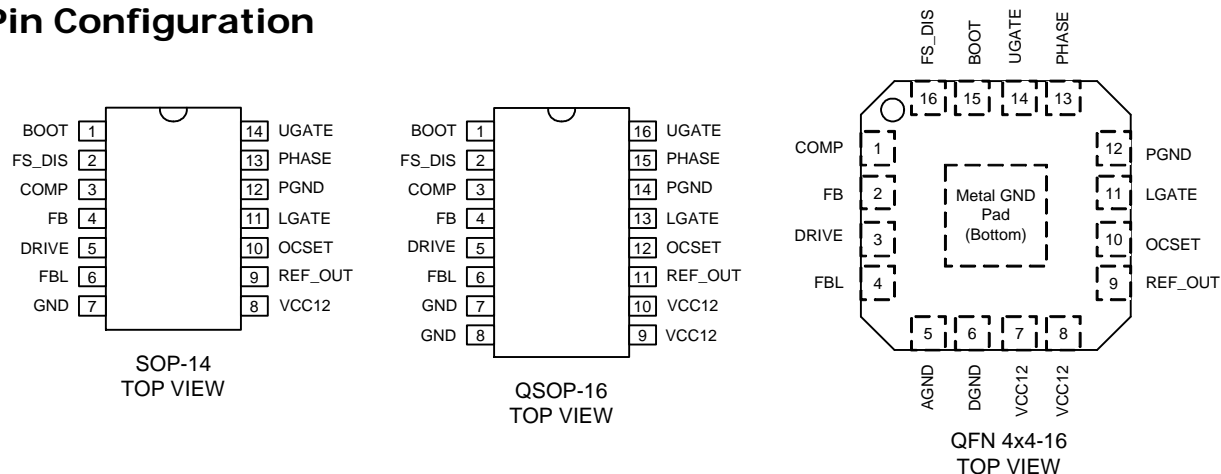 Pin Configuration
BOOT 1
FS_DIS 2
COMP 3
FB 4
DRIVE 5
FBL 6
GND 7
14 UGATE
13 PHASE
12 PGND
11 LGATE
10 OCSET
9 REF_OUT
8 VCC12
SOP-14
TOP VIEW
BOOT 1
FS_DIS 2
COMP 3
FB 4
DRIVE 5
FBL 6
GND 7
GND 8
16 UGATE
15 PHASE
14 PGND
13 LGATE
12 OCSET
11 REF_OUT
10 VCC12
9 VCC12
QSOP-16
TOP VIEW
FS_DIS
BOOT
UGATE
PHASE
16 15 14 13
COMP 1
FB 2
DRIVE 3
FBL 4
Metal GND
Pad
(Bottom)
12 PGND
11 LGATE
10 OCSET
9 REF_OUT
5 6 7 8
AGND
DGND
VCC12
VCC12
QFN 4x4-16
TOP VIEW